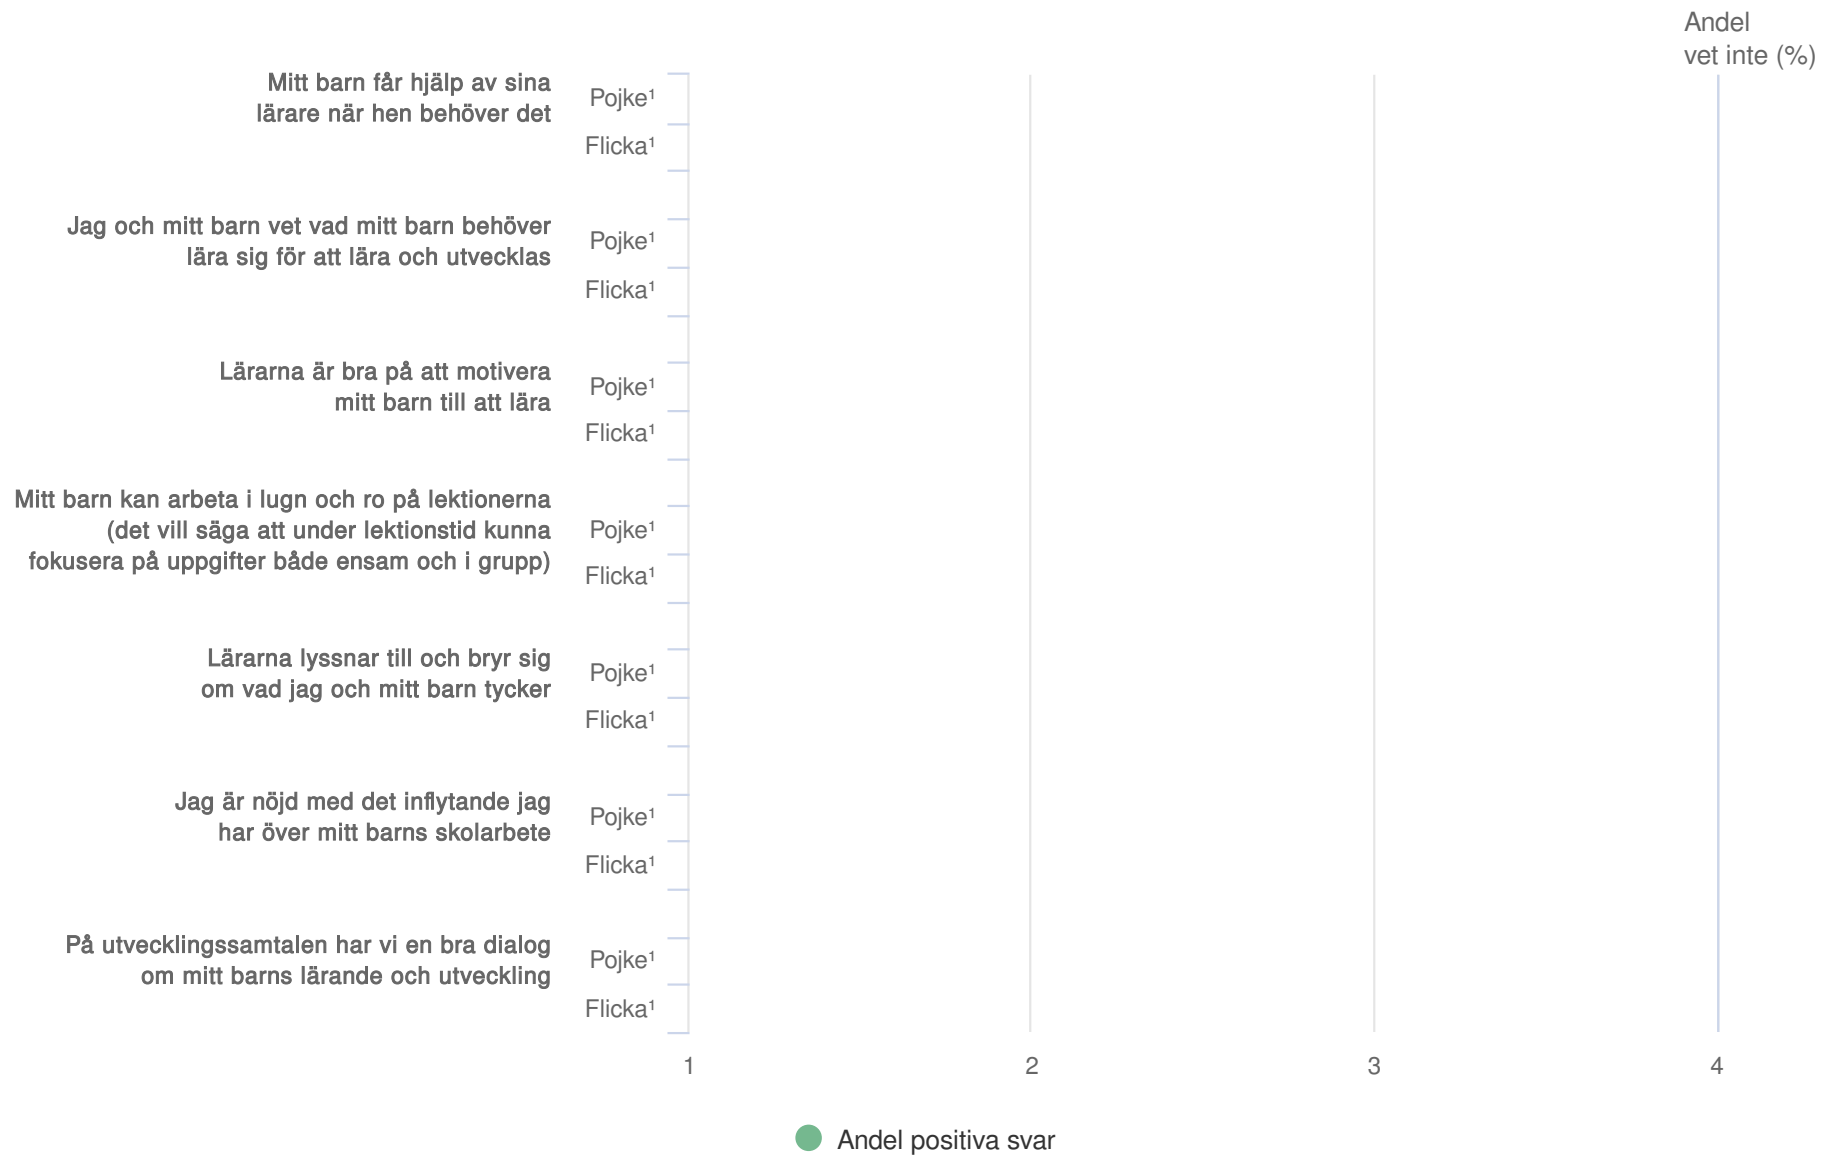 Andel
vet inte (%)
Mitt barn får hjälp av sina
lärare när hen behöver det
Pojke¹
Flicka¹
Jag och mitt barn vet vad mitt barn behöver
lära sig för att lära och utvecklas
Pojke¹
Flicka¹
Lärarna är bra på att motivera
mitt barn till att lära
Pojke¹
Flicka¹
Mitt barn kan arbeta i lugn och ro på lektionerna
(det vill säga att under lektionstid kunna
fokusera på uppgifter både ensam och i grupp)
Pojke¹
Flicka¹
Lärarna lyssnar till och bryr sig
om vad jag och mitt barn tycker
Pojke¹
Flicka¹
Jag är nöjd med det inflytande jag
har över mitt barns skolarbete
Pojke¹
Flicka¹
På utvecklingssamtalen har vi en bra dialog
om mitt barns lärande och utveckling
Pojke¹
Flicka¹
1 2 3 4
Andel positiva svar